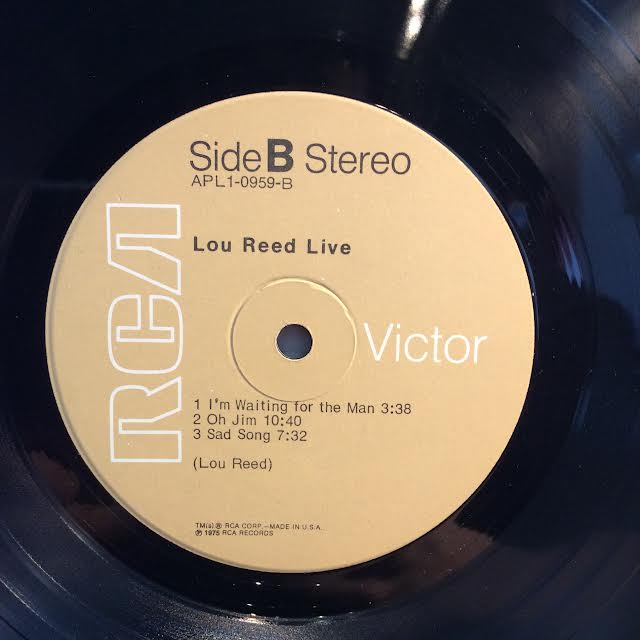 Side B Stereo
APL1-0959-B
RCA
Lou Reed Live
Victor
1 I'm Waiting for the Man 3:38
2 Oh Jim 10:40
3 Sad Song 7:32
(Lou Reed)
TM(s) ® RCA CORP.—MADE IN U.S.A.
℗ 1975 RCA RECORDS